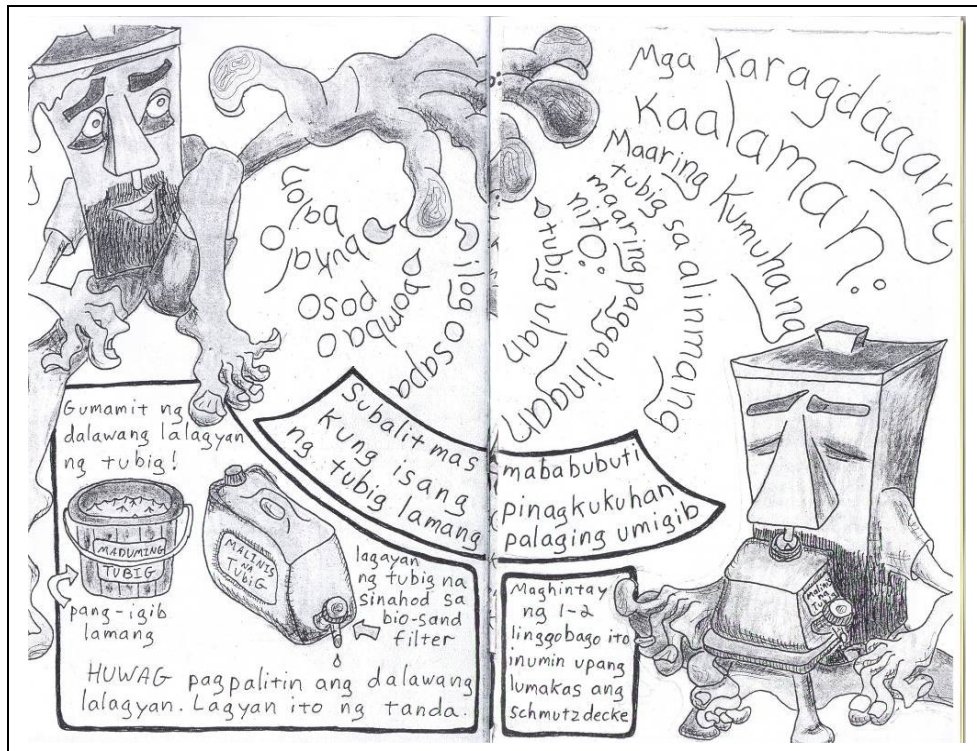 Mga Karagdagang
Kaalaman:
Maaring kumuhang
tubig sa alinmang
maaring paggalingan
nito:
tubig ulan
ilog o sapa
bomba o
poso
bukal o
balon
Subalit mas mabubuti
kung isang pinagkukuhan
ng tubig lamang palaging umigib
Gumamit ng
dalawang lalagyan
ng tubig!
MADUMING
TUBIG
pang-igib
lamang
MALINIS
NA
TUBIG
lagayan
ng tubig na
sinahod sa
bio-sand
filter
HUWAG pagpalitin ang dalawang
lalagyan. Lagyan ito ng tanda.
Maghintay
ng 1-2
linggo bago ito
inumin upang
lumakas ang
schmutzdecke
Malinis
na
Tubig